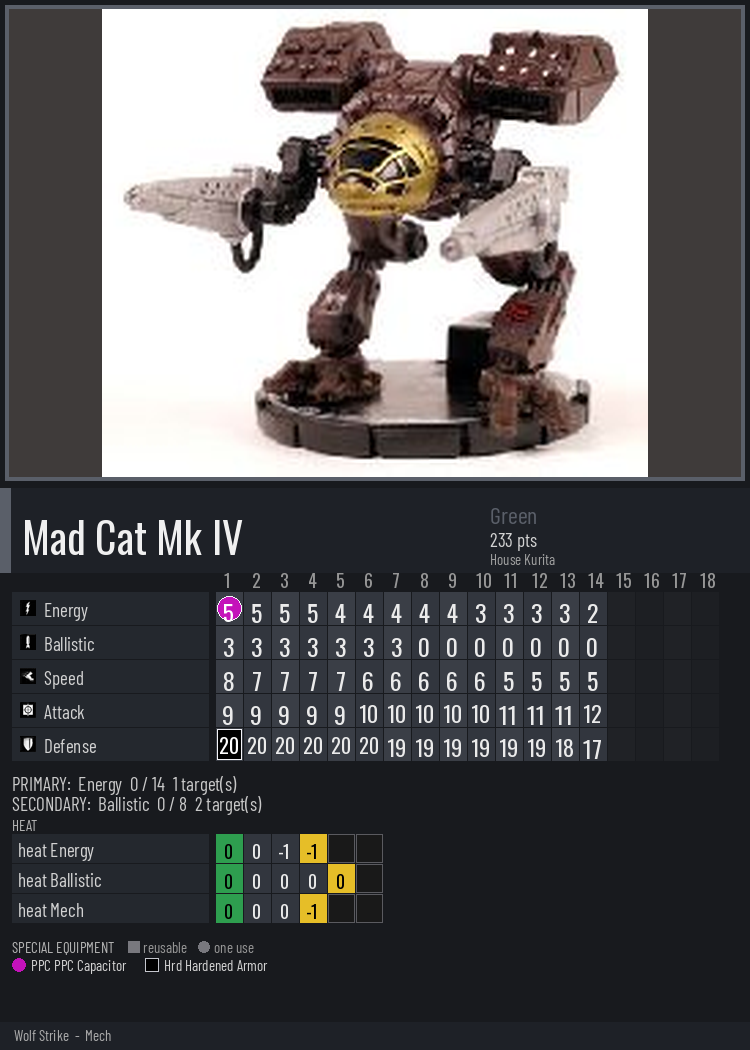 Mad Cat Mk IV
Green
233 pts
House Kurita
1 2 3 4 5 6 7 8 9 10 11 12 13 14 15 16 17 18
Energy 5 5 5 5 4 4 4 4 4 3 3 3 3 2
Ballistic 3 3 3 3 3 3 3 0 0 0 0 0 0 0
Speed 8 7 7 7 7 6 6 6 6 6 5 5 5 5
Attack 9 9 9 9 9 10 10 10 10 10 11 11 11 12
Defense 20 20 20 20 20 20 19 19 19 19 19 19 18 17
PRIMARY: Energy 0 / 14 1 target(s)
SECONDARY: Ballistic 0 / 8 2 target(s)
HEAT
heat Energy 0 0 -1 -1
heat Ballistic 0 0 0 0 0
heat Mech 0 0 0 -1
SPECIAL EQUIPMENT reusable one use
PPC PPC Capacitor Hrd Hardened Armor
Wolf Strike - Mech